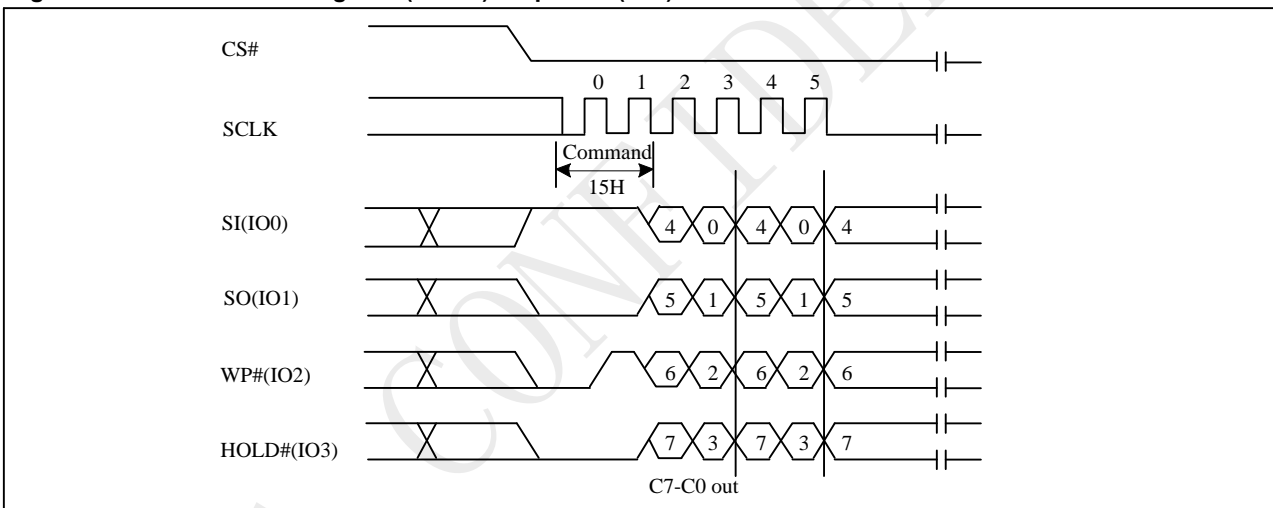 CS#
0 1 2 3 4 5
SCLK
Command
15H
SI(IO0) 4 0 4 0 4
SO(IO1) 5 1 5 1 5
WP#(IO2) 6 2 6 2 6
HOLD#(IO3) 7 3 7 3 7
C7-C0 out